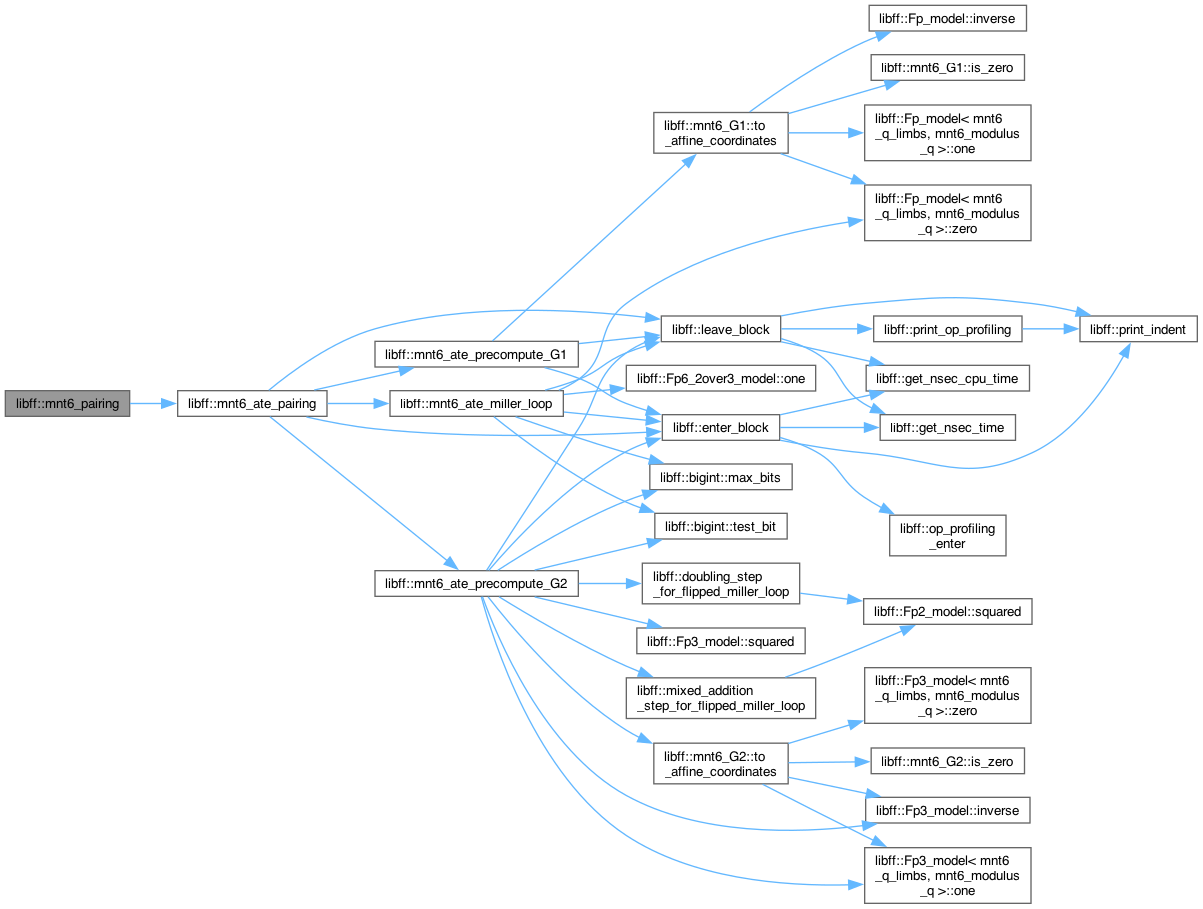 libff::mnt6_pairing
libff::mnt6_ate_pairing
libff::mnt6_ate_precompute_G1
libff::mnt6_ate_miller_loop
libff::mnt6_ate_precompute_G2
libff::mnt6_G1::to
_affine_coordinates
libff::leave_block
libff::Fp6_2over3_model::one
libff::enter_block
libff::bigint::max_bits
libff::bigint::test_bit
libff::doubling_step
_for_flipped_miller_loop
libff::Fp3_model::squared
libff::mixed_addition
_step_for_flipped_miller_loop
libff::mnt6_G2::to
_affine_coordinates
libff::Fp_model::inverse
libff::mnt6_G1::is_zero
libff::Fp_model< mnt6
_q_limbs, mnt6_modulus
_q >::one
libff::Fp_model< mnt6
_q_limbs, mnt6_modulus
_q >::zero
libff::print_op_profiling
libff::get_nsec_cpu_time
libff::get_nsec_time
libff::op_profiling
_enter
libff::Fp2_model::squared
libff::Fp3_model< mnt6
_q_limbs, mnt6_modulus
_q >::zero
libff::mnt6_G2::is_zero
libff::Fp3_model::inverse
libff::Fp3_model< mnt6
_q_limbs, mnt6_modulus
_q >::one
libff::print_indent